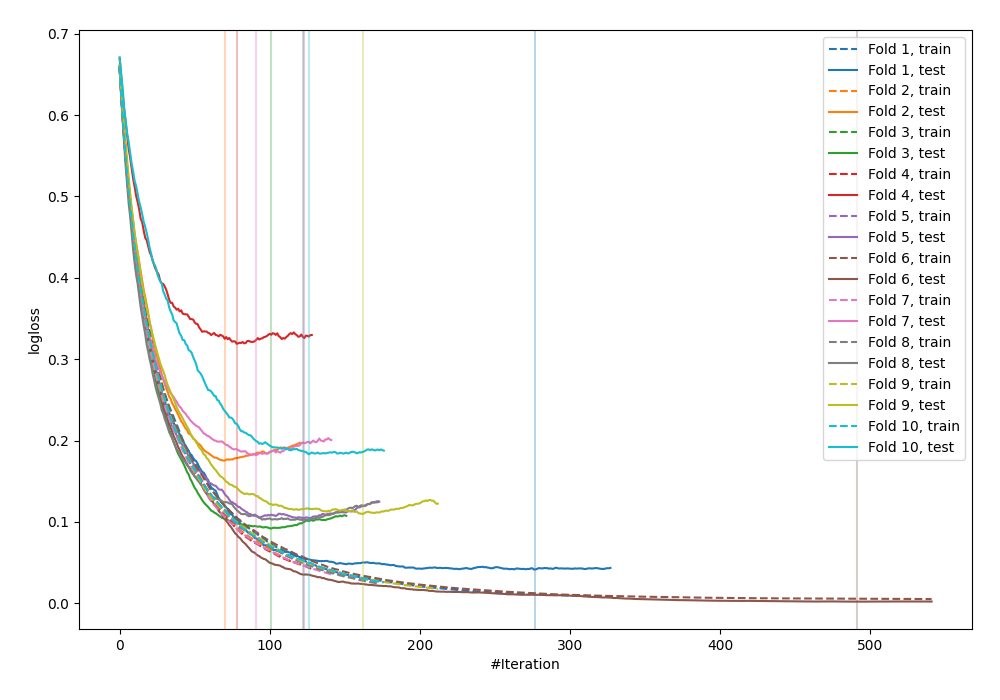 0.7
0.6
0.5
0.4
0.3
0.2
0.1
0.0
logloss
0
100
200
300
400
500
#Iteration
Fold 1, train
Fold 1, test
Fold 2, train
Fold 2, test
Fold 3, train
Fold 3, test
Fold 4, train
Fold 4, test
Fold 5, train
Fold 5, test
Fold 6, train
Fold 6, test
Fold 7, train
Fold 7, test
Fold 8, train
Fold 8, test
Fold 9, train
Fold 9, test
Fold 10, train
Fold 10, test